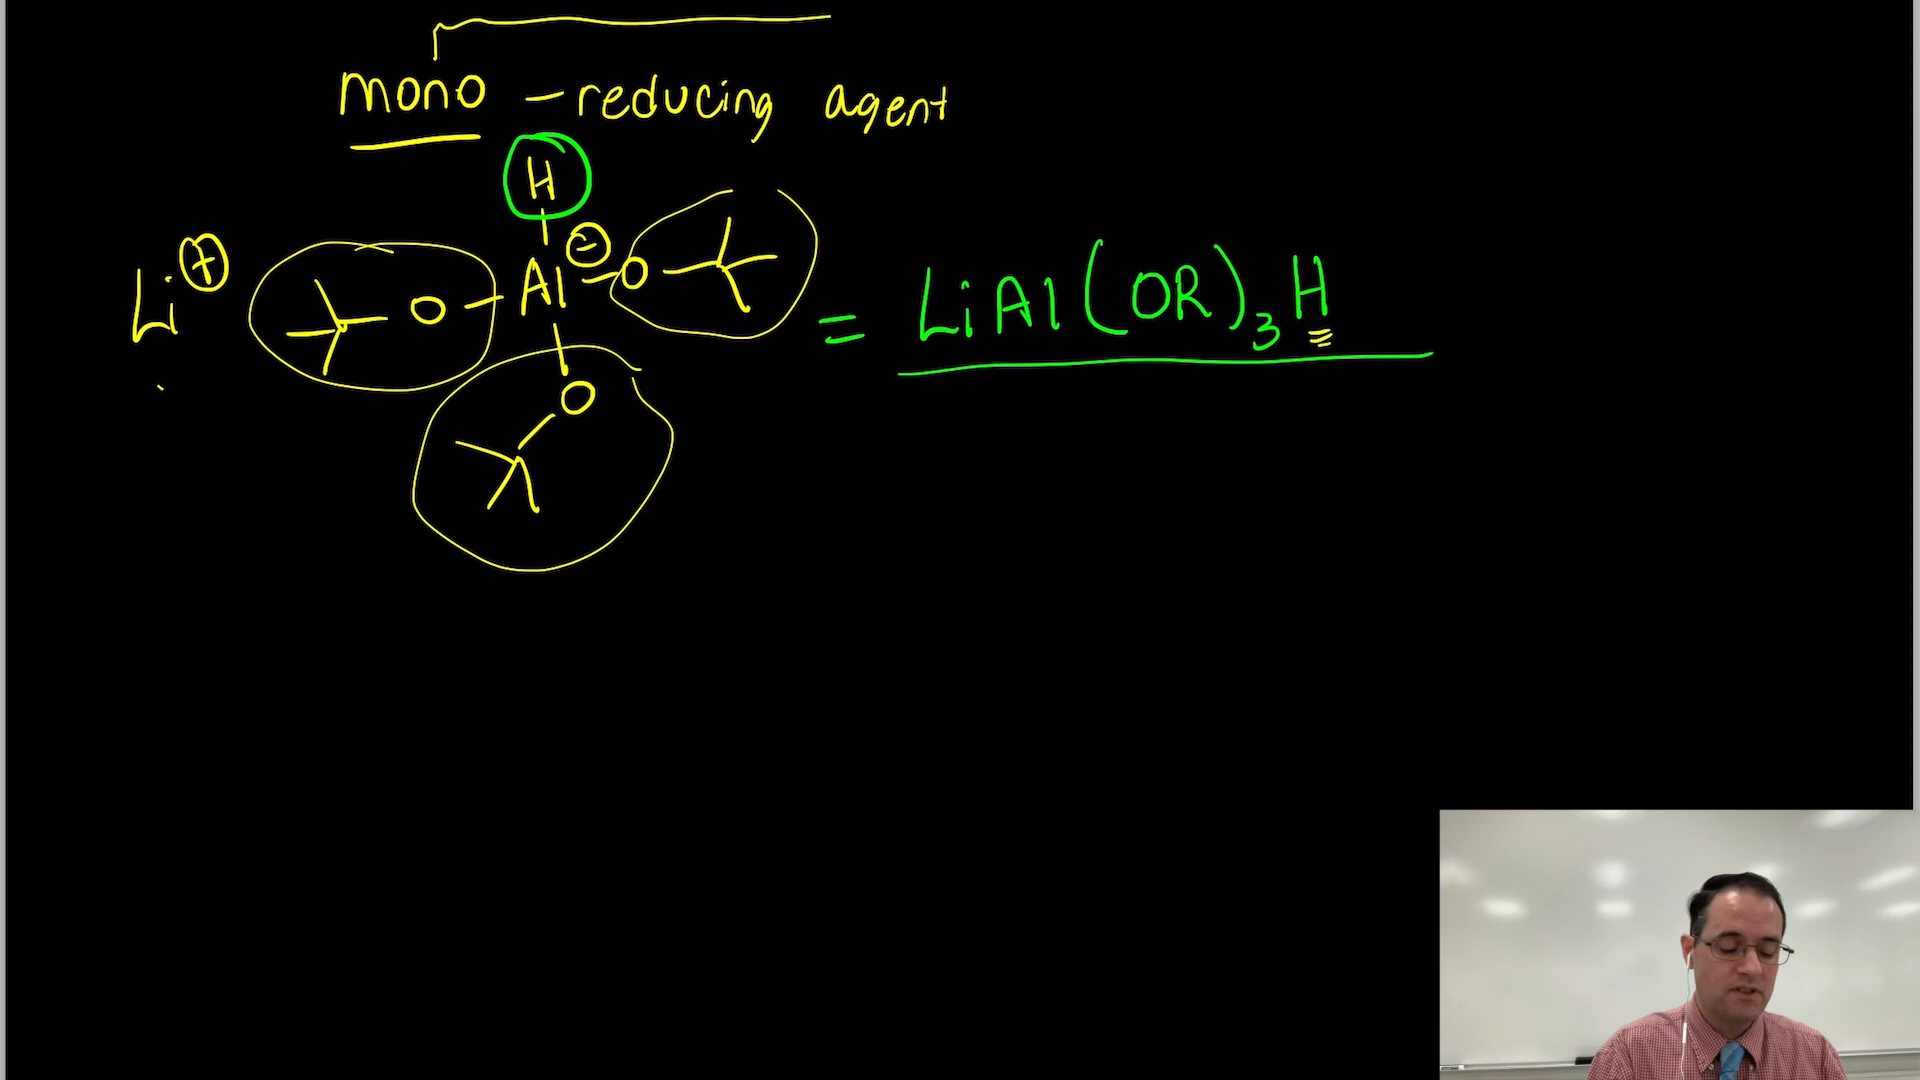 mono - reducing agent
H
Li ⊕ O - Al ⊖ - O = LiAl(OR)₃H
O